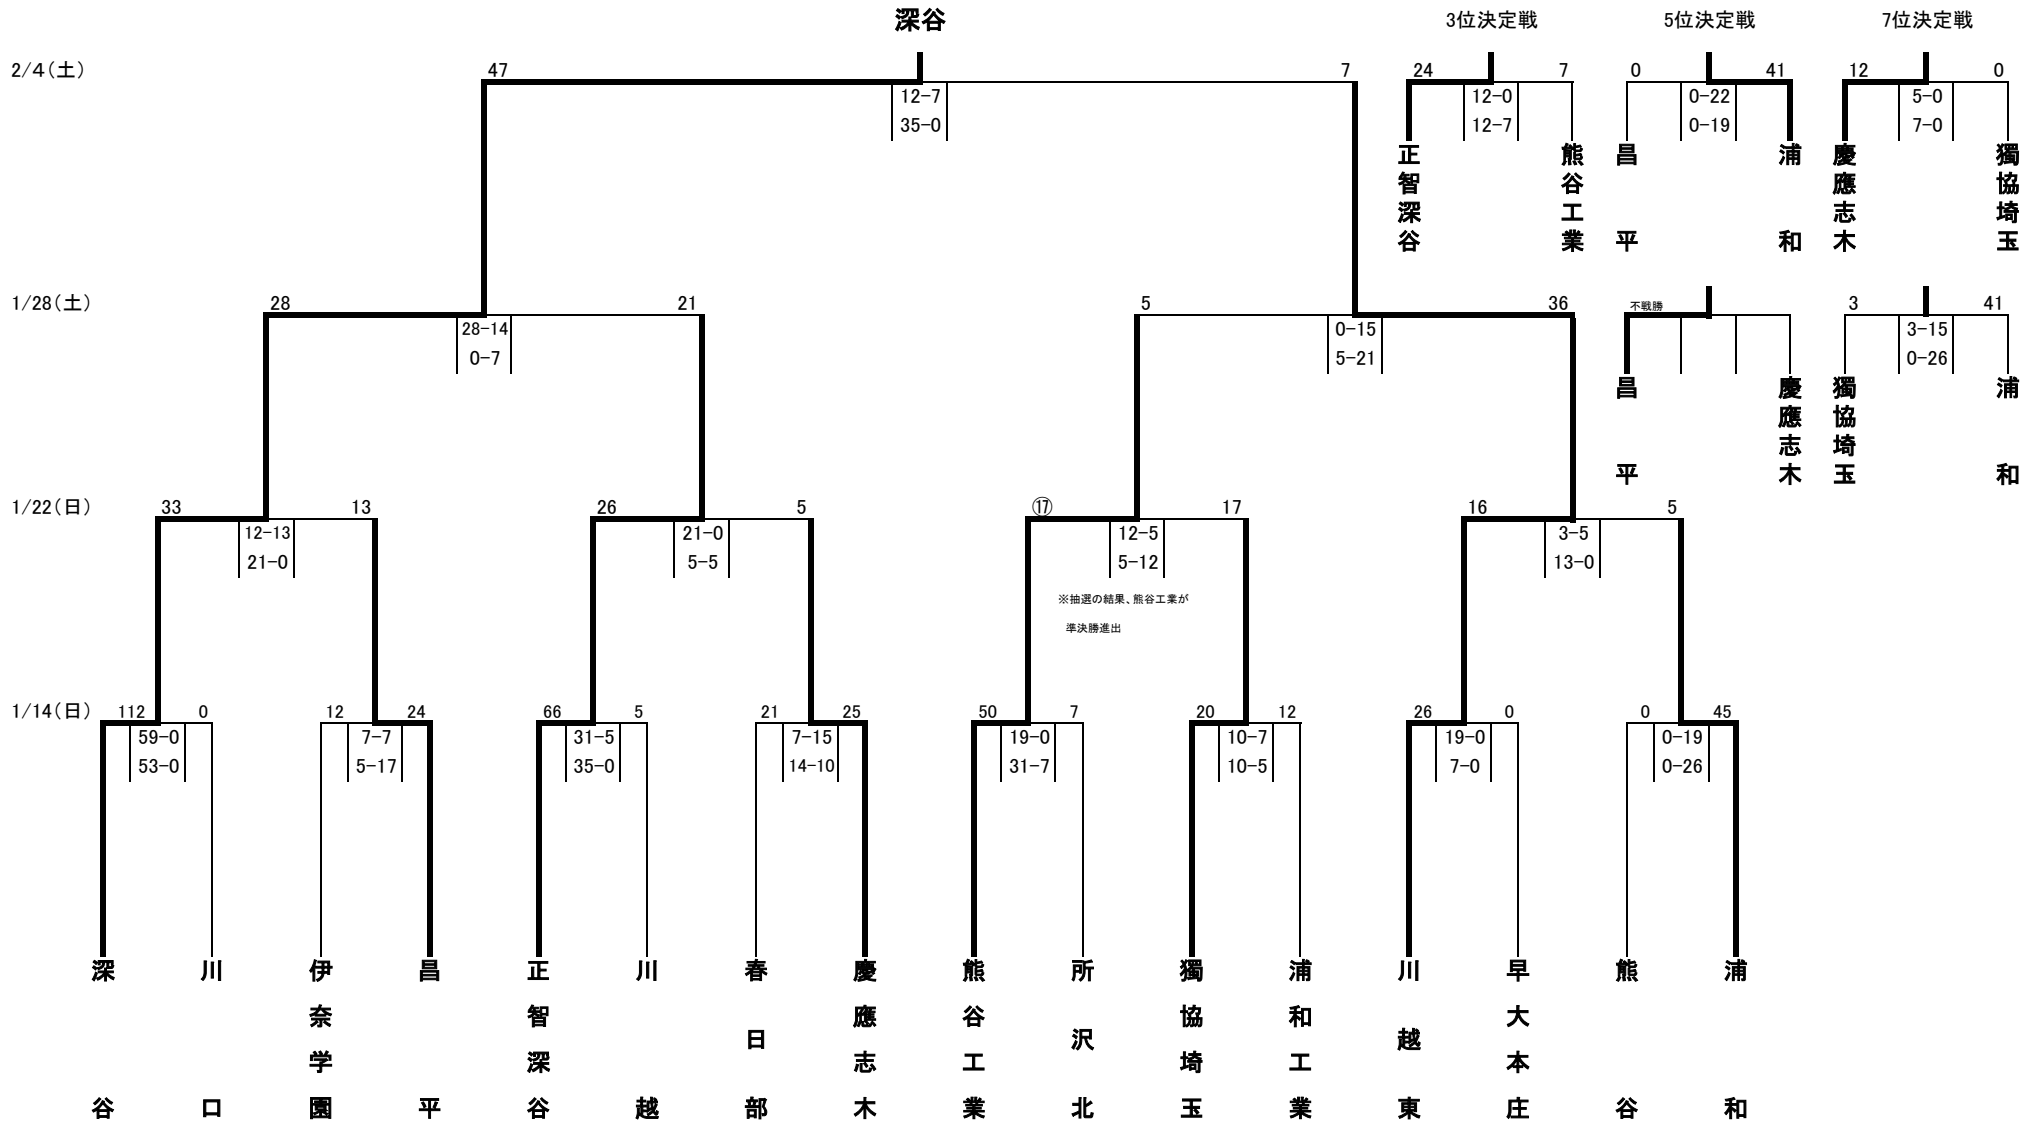 深谷
3位決定戦
5位決定戦
7位決定戦
2/4(土)
47
7
24
7
0
41
12
0
12-7
35-0
12-0
12-7
0-22
0-19
5-0
7-0
正智深谷
熊谷工業
昌平
浦和
慶應志木
獨協埼玉
1/28(土)
28
21
5
36
不戦勝
3
41
28-14
0-7
0-15
5-21
3-15
0-26
昌平
慶應志木
獨協埼玉
浦和
1/22(日)
33
13
26
5
⑰
17
16
5
12-13
21-0
21-0
5-5
12-5
5-12
3-5
13-0
※抽選の結果、熊谷工業が
準決勝進出
1/14(日)
112
0
12
24
66
5
21
25
50
7
20
12
26
0
0
45
59-0
53-0
7-7
5-17
31-5
35-0
7-15
14-10
19-0
31-7
10-7
10-5
19-0
7-0
0-19
0-26
深谷
川口
伊奈学園
昌平
正智深谷
川越
春日部
慶應志木
熊谷工業
所沢北
獨協埼玉
浦和工業
川越東
早大本庄
熊谷
浦和